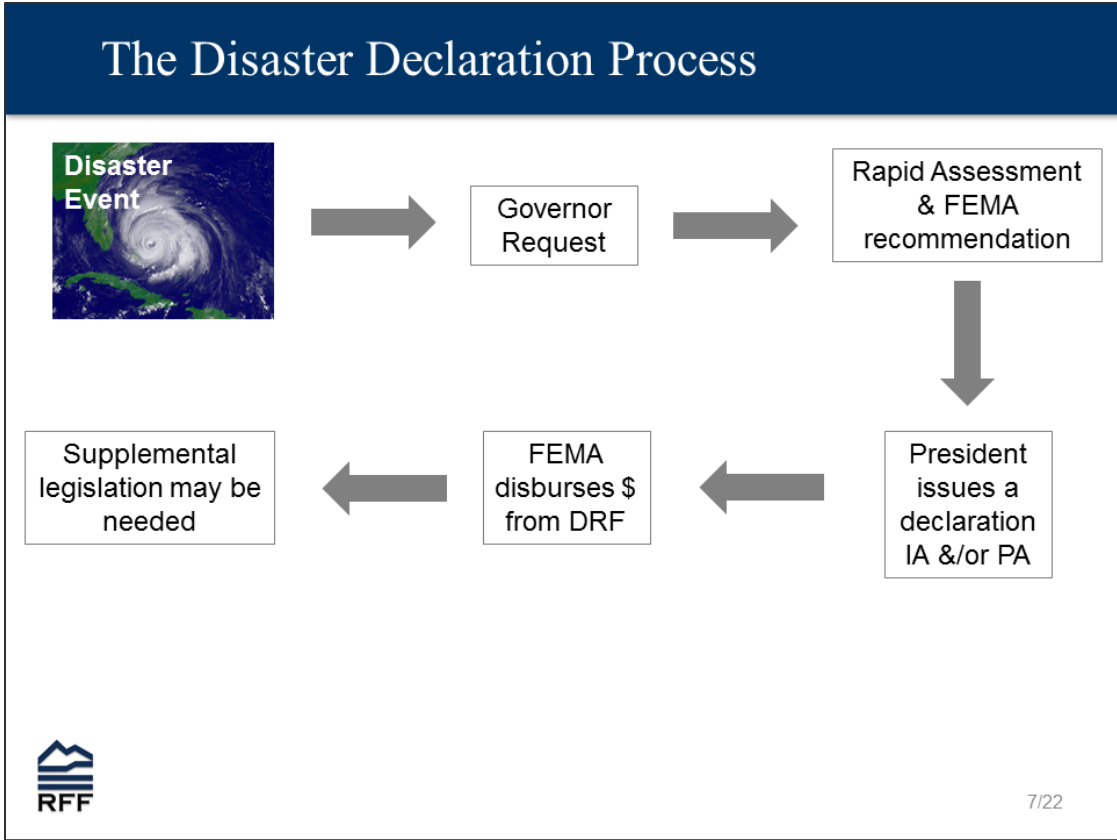 The Disaster Declaration Process
Disaster
Event
Governor
Request
Rapid Assessment
& FEMA
recommendation
President
issues a
declaration
IA &/or PA
FEMA
disburses $
from DRF
Supplemental
legislation may be
needed
RFF
7/22